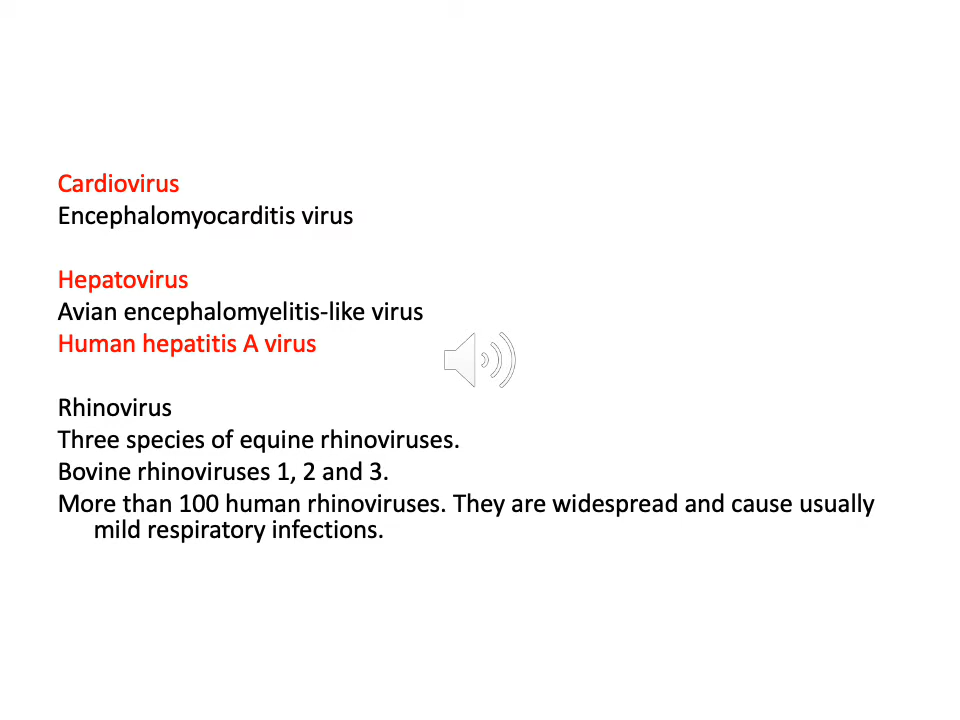 Cardiovirus
Encephalomyocarditis virus
Hepatovirus
Avian encephalomyelitis-like virus
Human hepatitis A virus
Rhinovirus
Three species of equine rhinoviruses.
Bovine rhinoviruses 1, 2 and 3.
More than 100 human rhinoviruses. They are widespread and cause usually
mild respiratory infections.